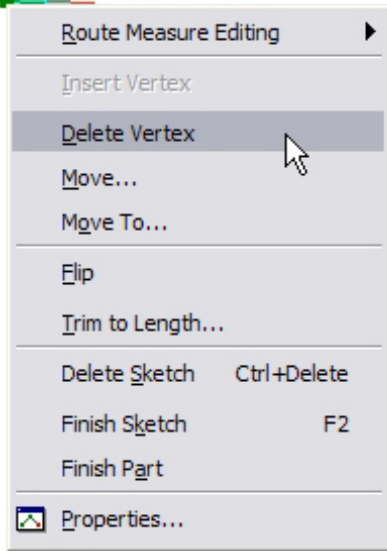 Route Measure Editing
Insert Vertex
Delete Vertex
Move...
Move To...
Flip
Trim to Length...
Delete Sketch Ctrl+Delete
Finish Sketch F2
Finish Part
Properties...